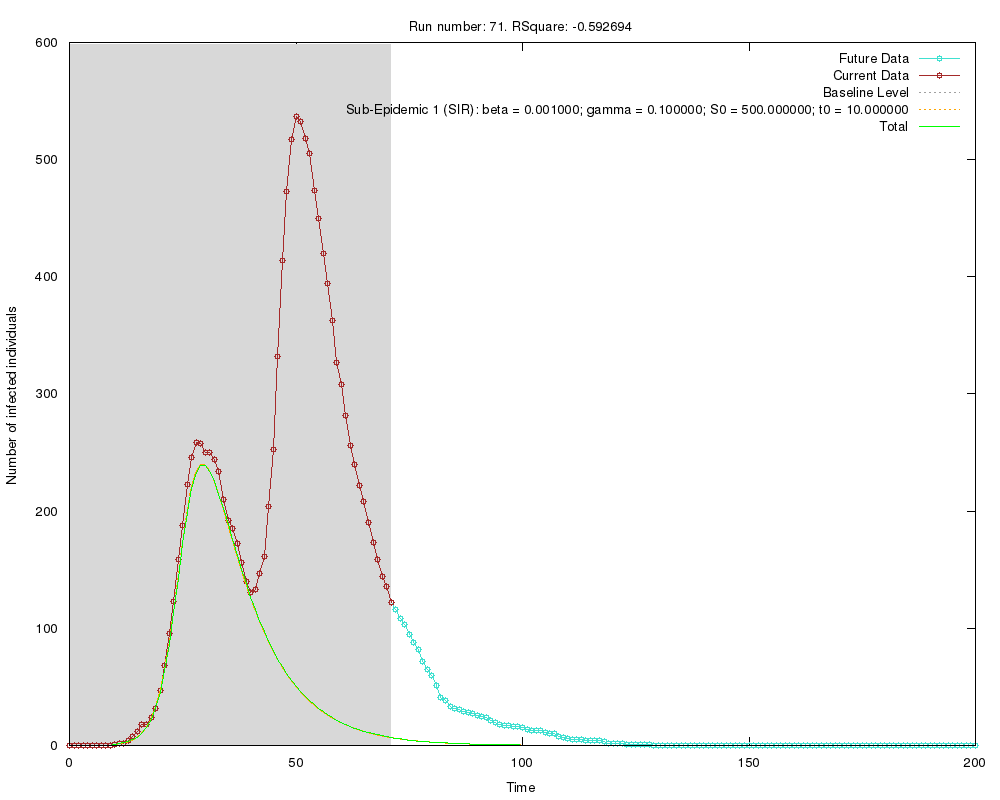 Run number: 71. RSquare: -0.592694
600
500
400
300
200
100
0
Number of infected individuals
Future Data
Current Data
Baseline Level
Sub-Epidemic 1 (SIR): beta = 0.001000; gamma = 0.100000; S0 = 500.000000; t0 = 10.000000
Total
0 50 100 150 200
Time